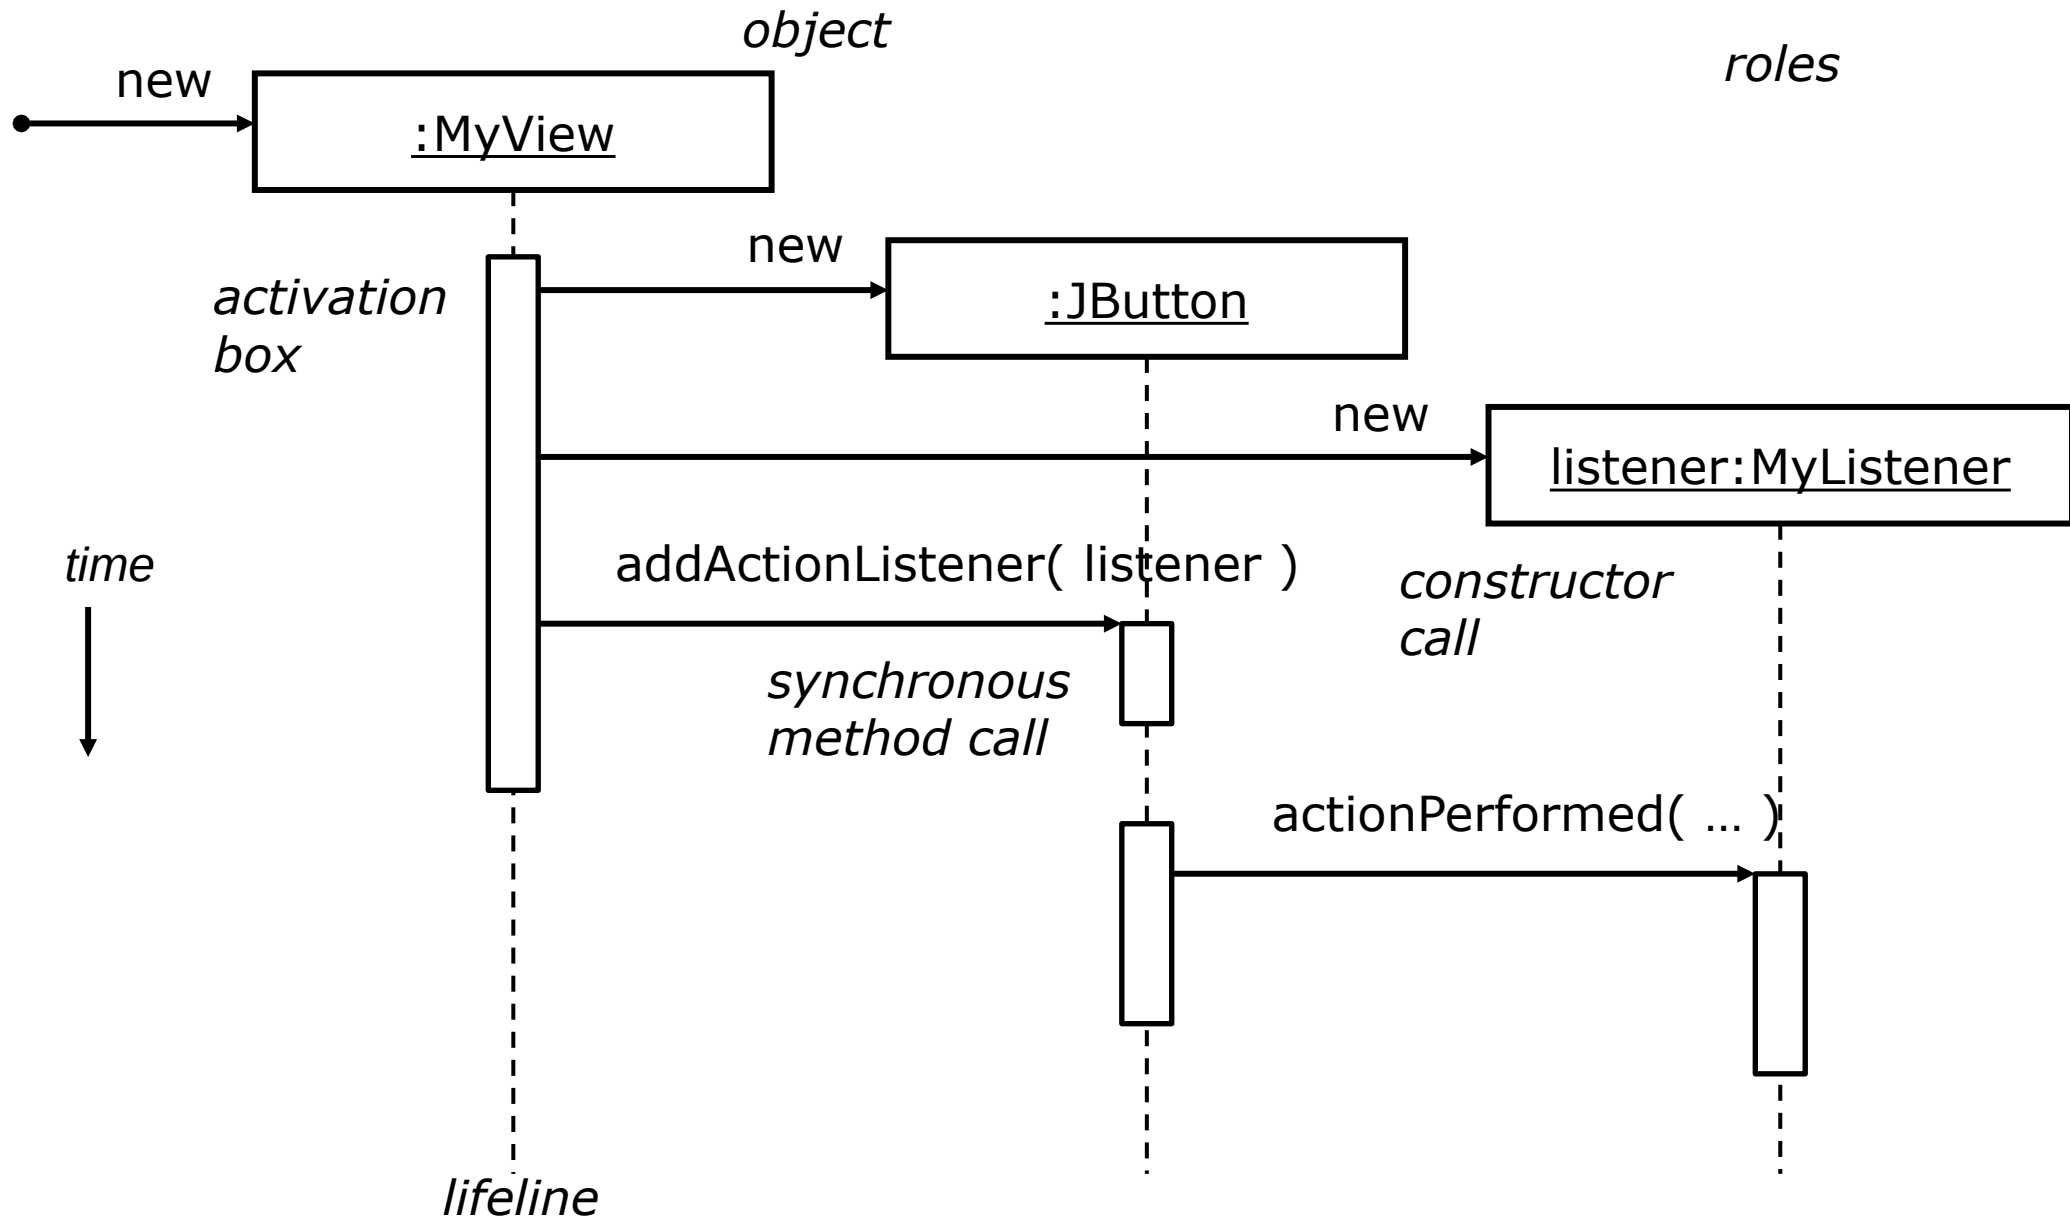 object
roles
new
:MyView
new
:JButton
activation
box
new
listener:MyListener
time
addActionListener( listener )
constructor
call
synchronous
method call
actionPerformed( … )
lifeline